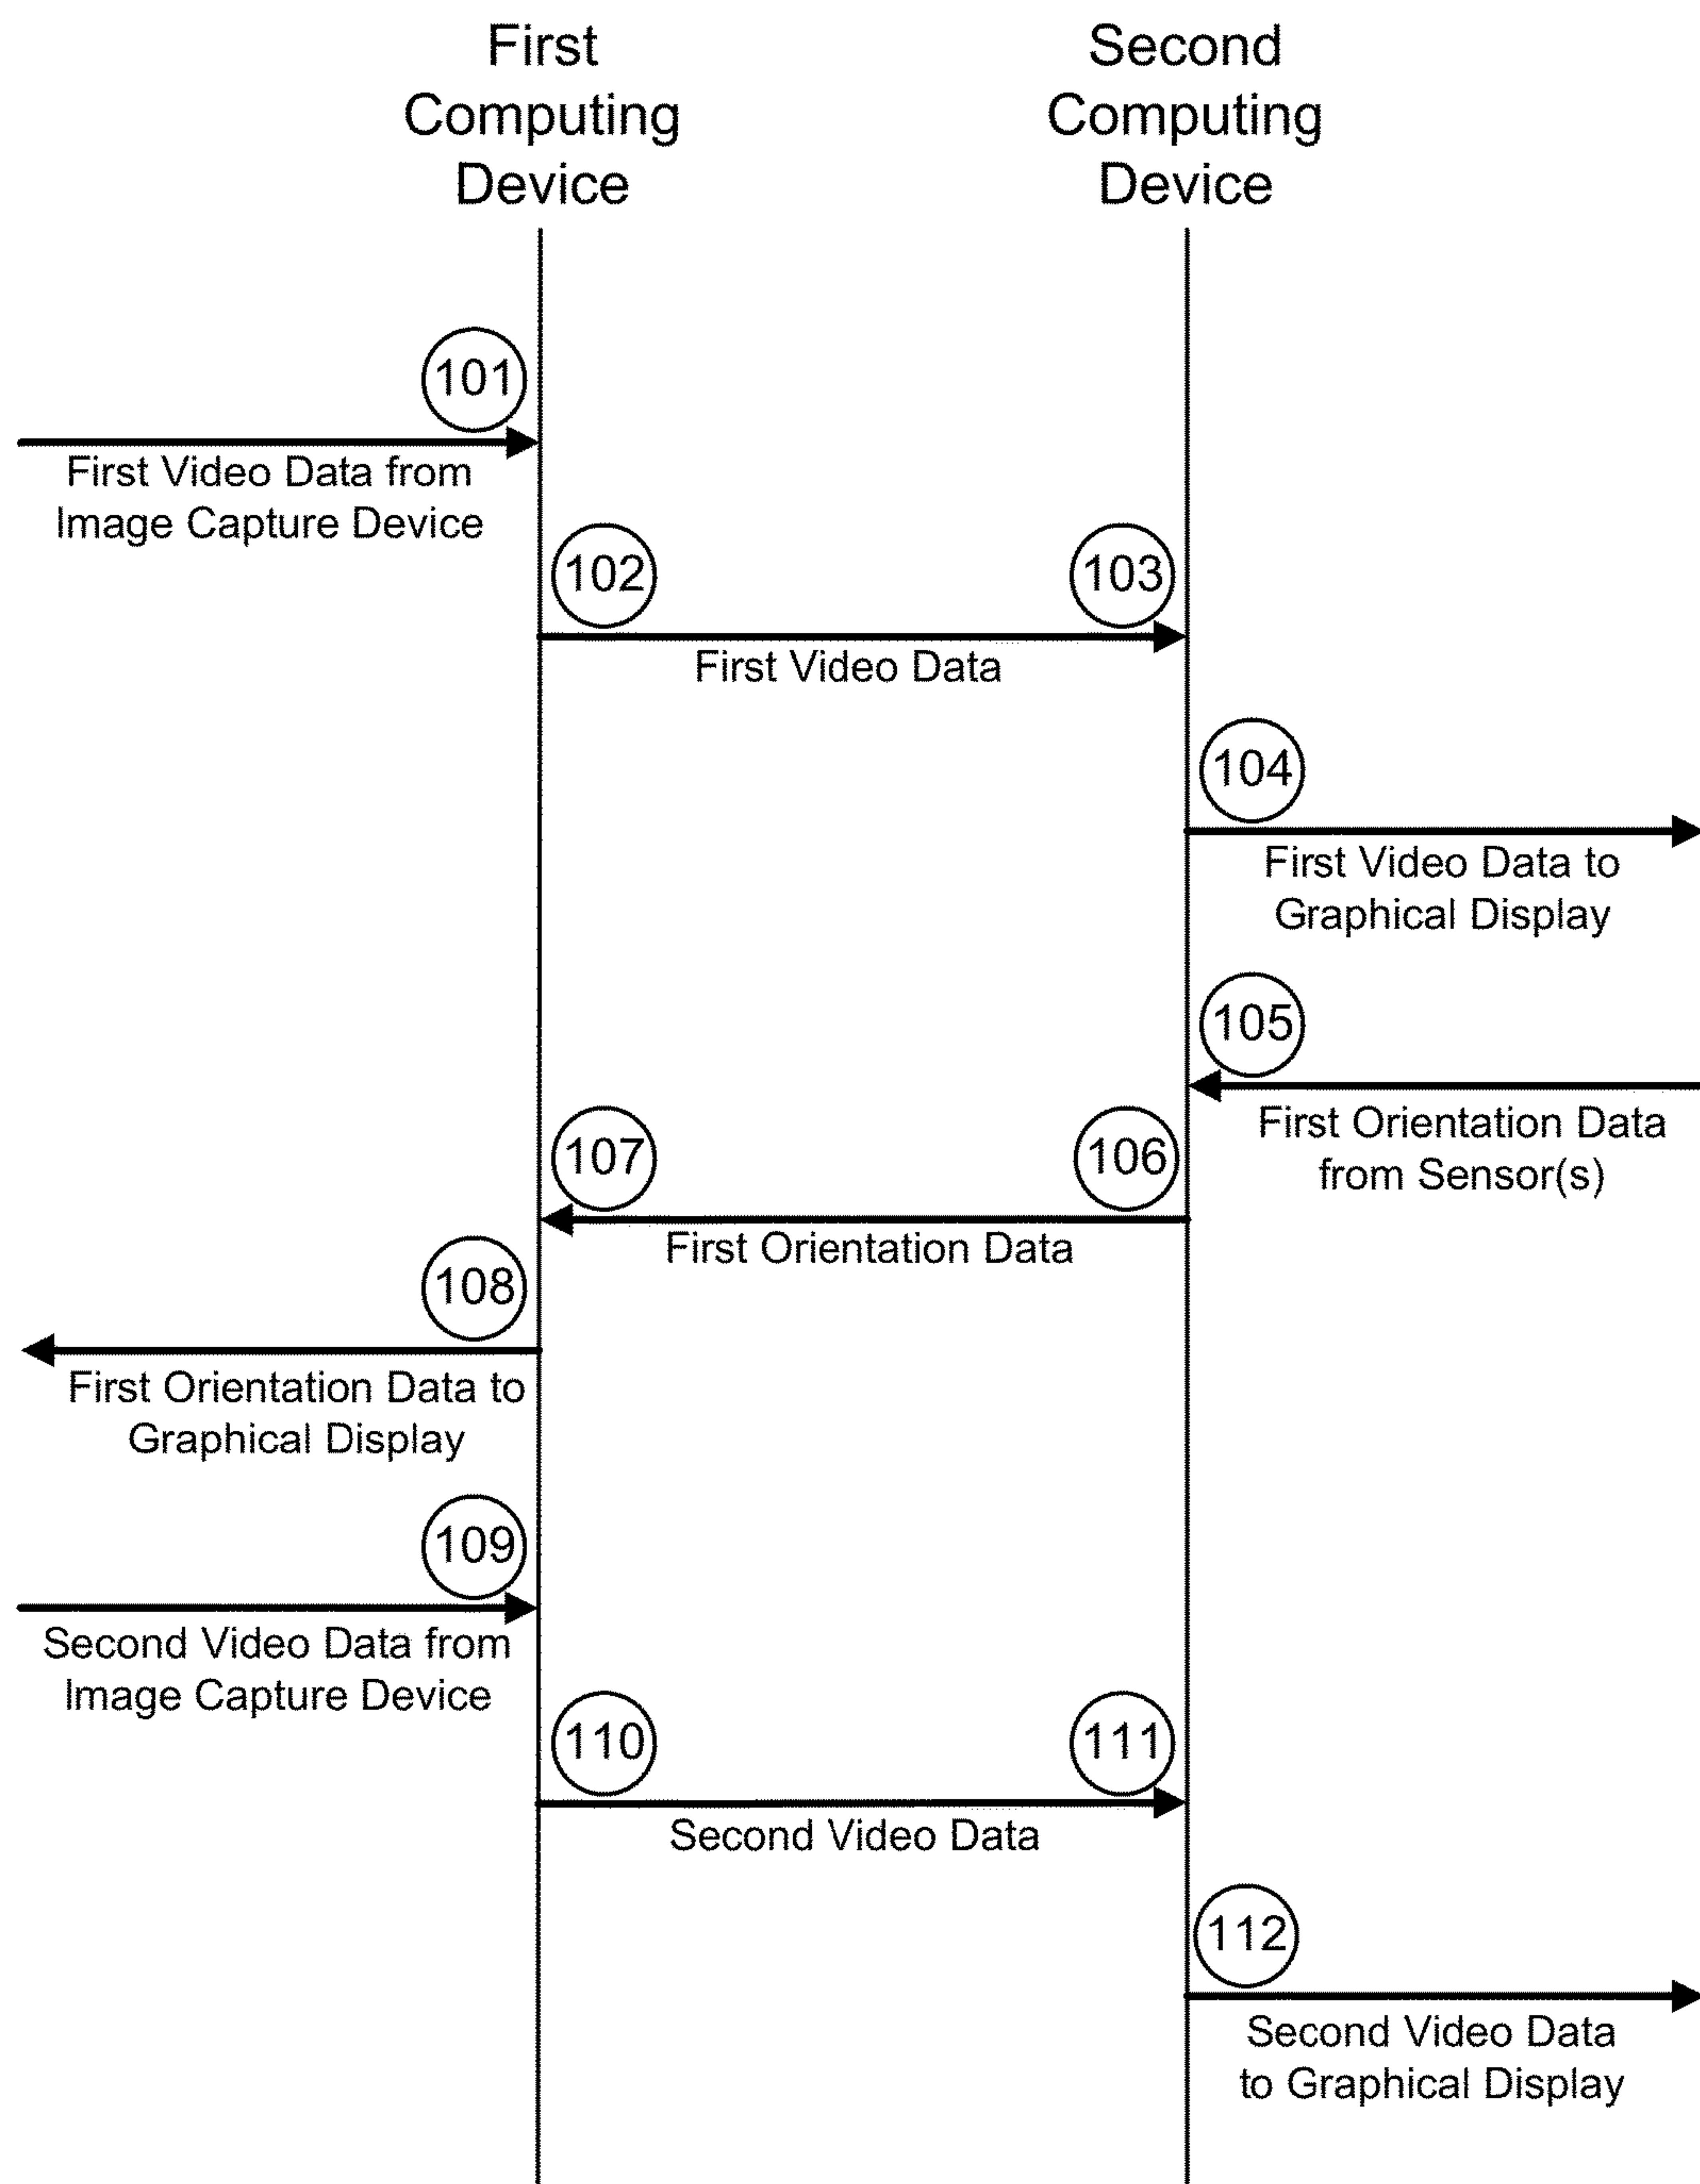 First
Computing
Device
Second
Computing
Device
101
First Video Data from
Image Capture Device
102
103
First Video Data
104
First Video Data to
Graphical Display
105
First Orientation Data
from Sensor(s)
107
106
First Orientation Data
108
First Orientation Data to
Graphical Display
109
Second Video Data from
Image Capture Device
110
111
Second Video Data
112
Second Video Data
to Graphical Display